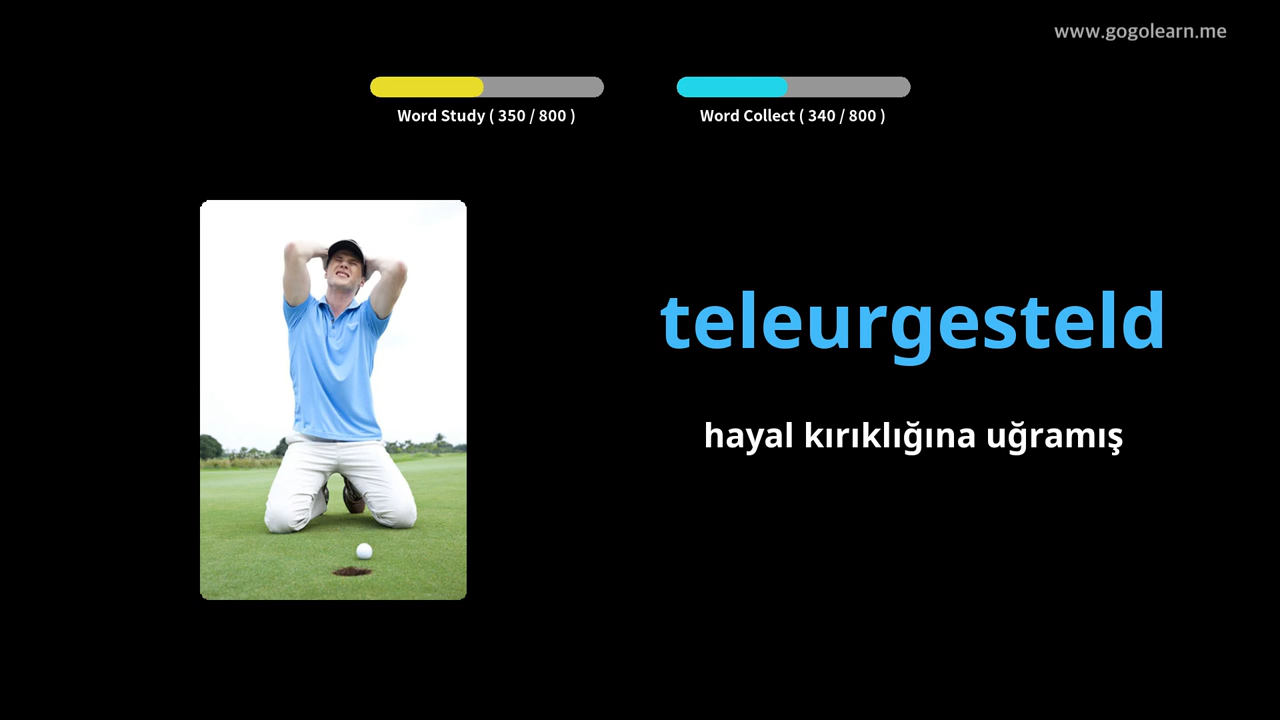 www.gogolearn.me
Word Study ( 350 / 800 )
Word Collect ( 340 / 800 )
teleurgesteld
hayal kırıklığına uğramış